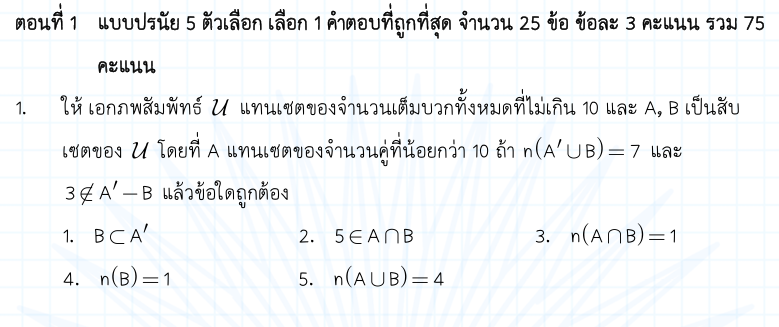 ตอนที่ 1 แบบปรนัย 5 ตัวเลือก เลือก 1 คำตอบที่ถูกที่สุด จำนวน 25 ข้อ ข้อละ 3 คะแนน รวม 75
คะแนน
1. ให้ เอกภพสัมพัทธ์ 𝒰 แทนเซตของจำนวนเต็มบวกทั้งหมดที่ไม่เกิน 10 และ A, B เป็นสับ
เซตของ 𝒰 โดยที่ A แทนเซตของจำนวนคู่ที่น้อยกว่า 10 ถ้า n(A′∪B)=7 และ
3∉A′−B แล้วข้อใดถูกต้อง
1. B⊂A′ 2. 5∈A∩B 3. n(A∩B)=1
4. n(B)=1 5. n(A∪B)=4